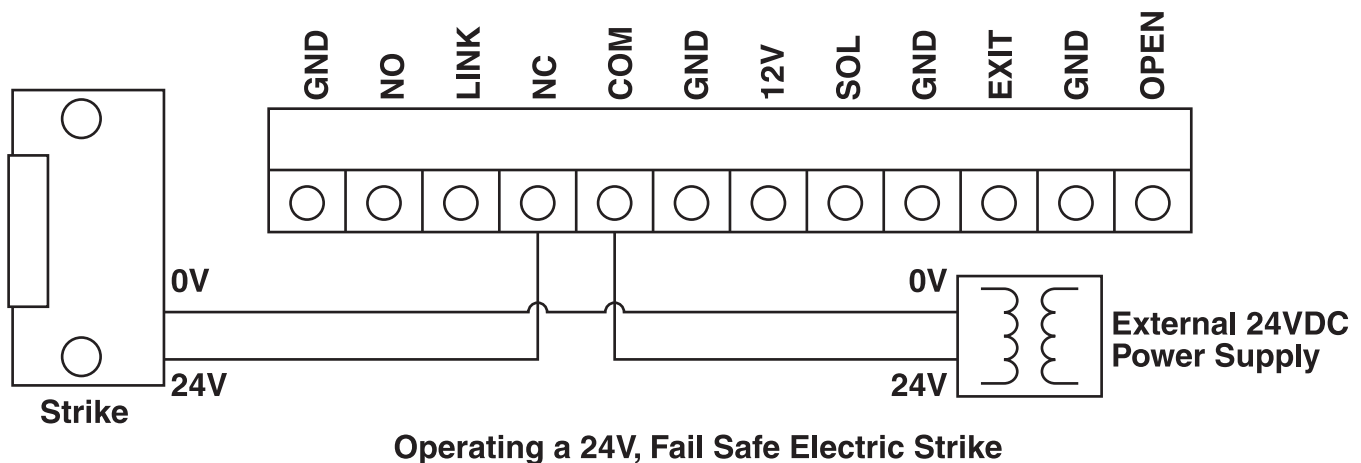 GND
NO
LINK
NC
COM
GND
12V
SOL
GND
EXIT
GND
OPEN
0V
24V
Strike
0V
24V
External 24VDC
Power Supply
Operating a 24V, Fail Safe Electric Strike